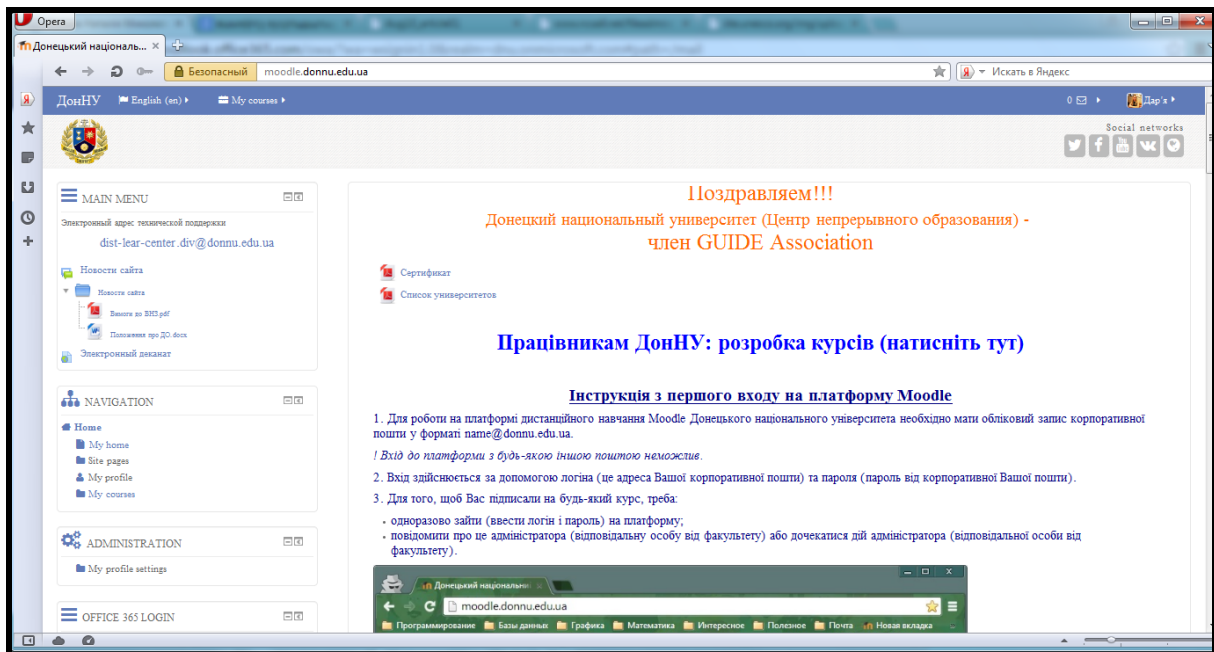 Opera
Донецький національ...
Безопасный
moodle.donnu.edu.ua
Искать в Яндекс
ДонНУ
English (en)
My courses
0
Дар'я
Social networks
MAIN MENU
Электронный адрес технической поддержки
dist-lear-center.div@donnu.edu.ua
Новости сайта
Новости сайта
Вимоги до ВНЗ.pdf
Положення про ДО.docx
Электронный деканат
NAVIGATION
Home
My home
Site pages
My profile
My courses
ADMINISTRATION
My profile settings
OFFICE 365 LOGIN
Поздравляем!!!
Донецкий национальный университет (Центр непрерывного образования) -
член GUIDE Association
Сертификат
Список университетов
Працівникам ДонНУ: розробка курсів (натисніть тут)
Інструкція з першого входу на платформу Moodle
1. Для роботи на платформі дистанційного навчання Moodle Донецького національного університета необхідно мати обліковий запис корпоративної
пошти у форматі name@donnu.edu.ua.
! Вхід до платформи з будь-якою іншою поштою неможлив.
2. Вхід здійснюється за допомогою логіна (це адреса Вашої корпоративної пошти) та пароля (пароль від корпоративної Вашої пошти).
3. Для того, щоб Вас підписали на будь-який курс, треба:
одноразово зайти (ввести логін і пароль) на платформу;
повідомити про це адміністратора (відповідальну особу від факультету) або дочекатися дій адміністратора (відповідальної особи від
факультету).
Донецький національни
moodle.donnu.edu.ua
Программирование
Базы данных
Графика
Математика
Интересное
Полезное
Почта
Новая вкладка